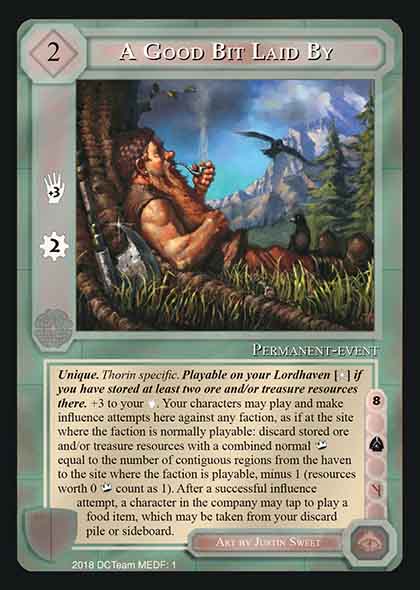 2
A Good Bit Laid By
+3
2
Permanent-event
Unique. Thorin specific. Playable on your Lordhaven [ ] if
you have stored at least two ore and/or treasure resources
there. +3 to your . Your characters may play and make
influence attempts here against any faction, as if at the site
where the faction is normally playable: discard stored ore
and/or treasure resources with a combined normal
equal to the number of contiguous regions from the haven
to the site where the faction is playable, minus 1 (resources
worth 0 count as 1). After a successful influence
attempt, a character in the company may tap to play a
food item, which may be taken from your discard
pile or sideboard.
8
Art by Justin Sweet
2018 DCTeam MEDF: 1